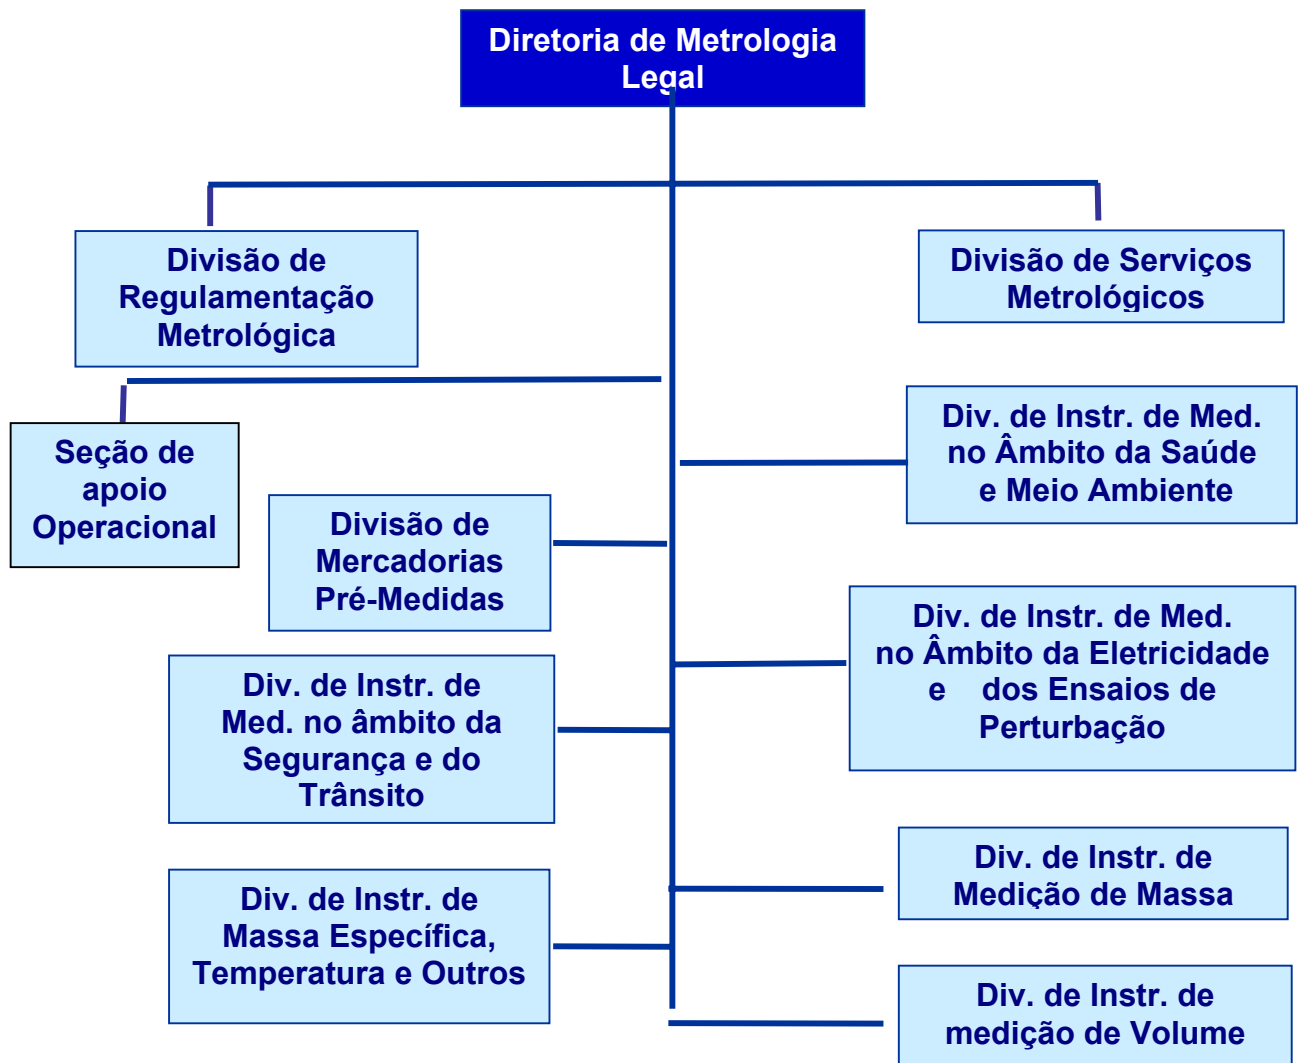 Diretoria de Metrologia
Legal
Divisão de
Regulamentação
Metrológica
Divisão de Serviços
Metrológicos
Seção de
apoio
Operacional
Div. de Instr. de Med.
no Âmbito da Saúde
e Meio Ambiente
Divisão de
Mercadorias
Pré-Medidas
Div. de Instr. de Med.
no Âmbito da Eletricidade
e dos Ensaios de
Perturbação
Div. de Instr. de
Med. no âmbito da
Segurança e do
Trânsito
Div. de Instr. de
Medição de Massa
Div. de Instr. de
Massa Específica,
Temperatura e Outros
Div. de Instr. de
medição de Volume